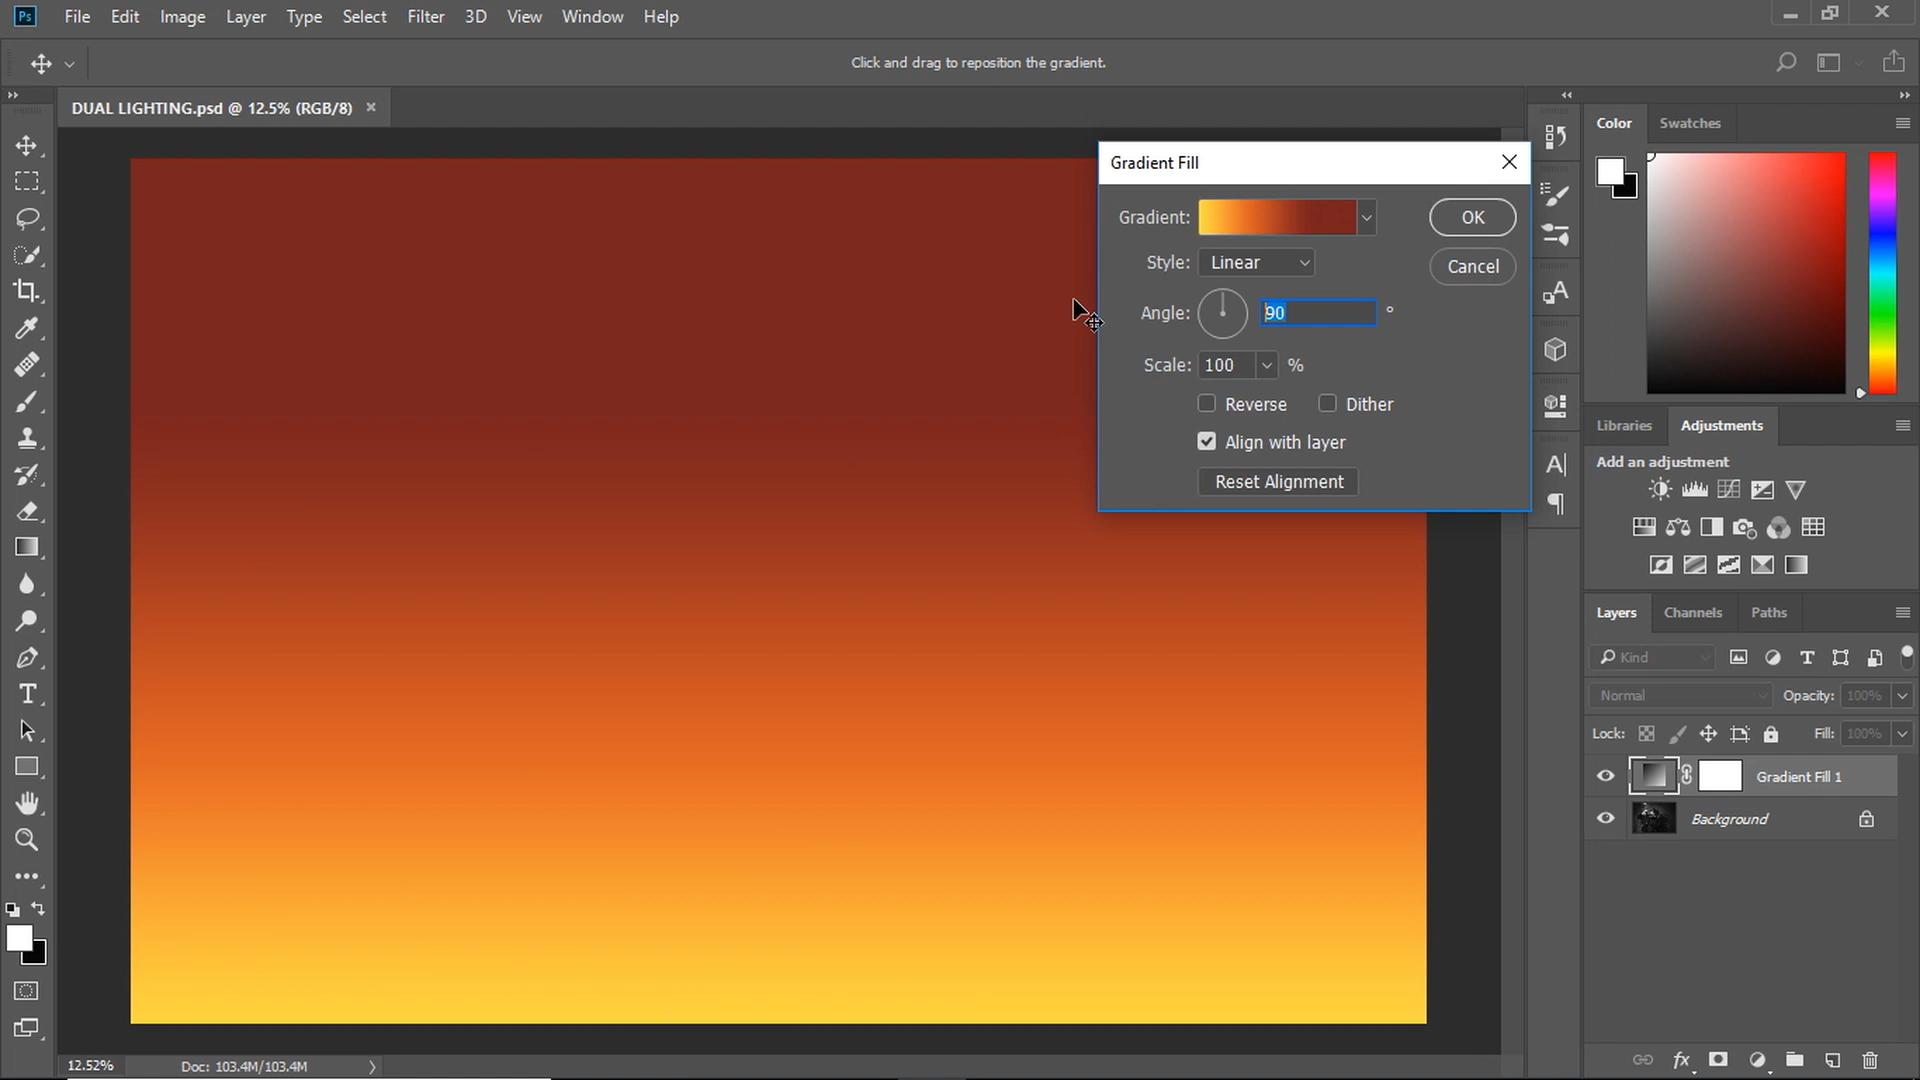 Ps File Edit Image Layer Type Select Filter 3D View Window Help
Click and drag to reposition the gradient.
DUAL LIGHTING.psd @ 12.5% (RGB/8) ×
Gradient Fill
Gradient:
OK
Style: Linear
Cancel
Angle: 90 °
Scale: 100 %
Reverse Dither
Align with layer
Reset Alignment
Color Swatches
Libraries Adjustments
Add an adjustment
Layers Channels Paths
Kind
Normal Opacity: 100%
Lock: Fill: 100%
Gradient Fill 1
Background
12.52% Doc: 103.4M/103.4M